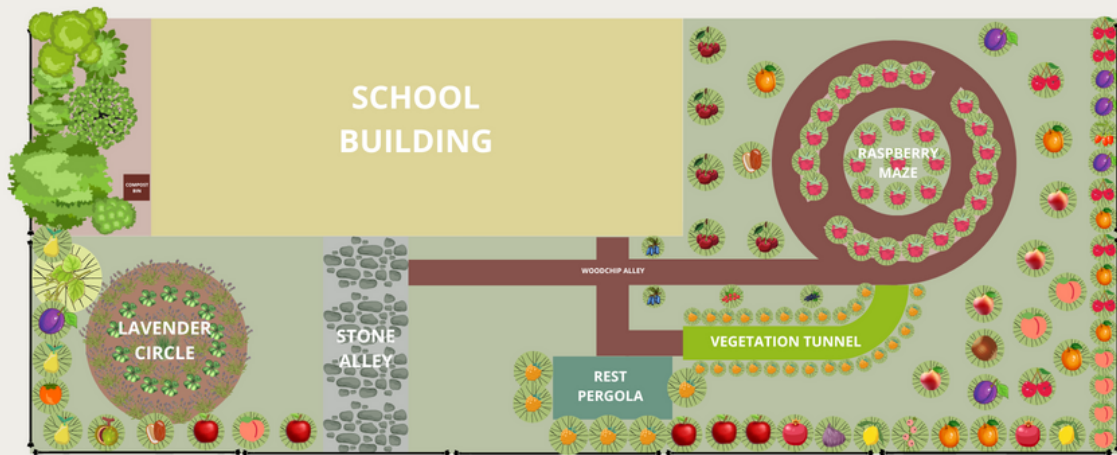 SCHOOL
BUILDING
COMPOST
BIN
RASPBERRY
MAZE
WOODCHIP ALLEY
LAVENDER
CIRCLE
STONE
ALLEY
VEGETATION TUNNEL
REST
PERGOLA